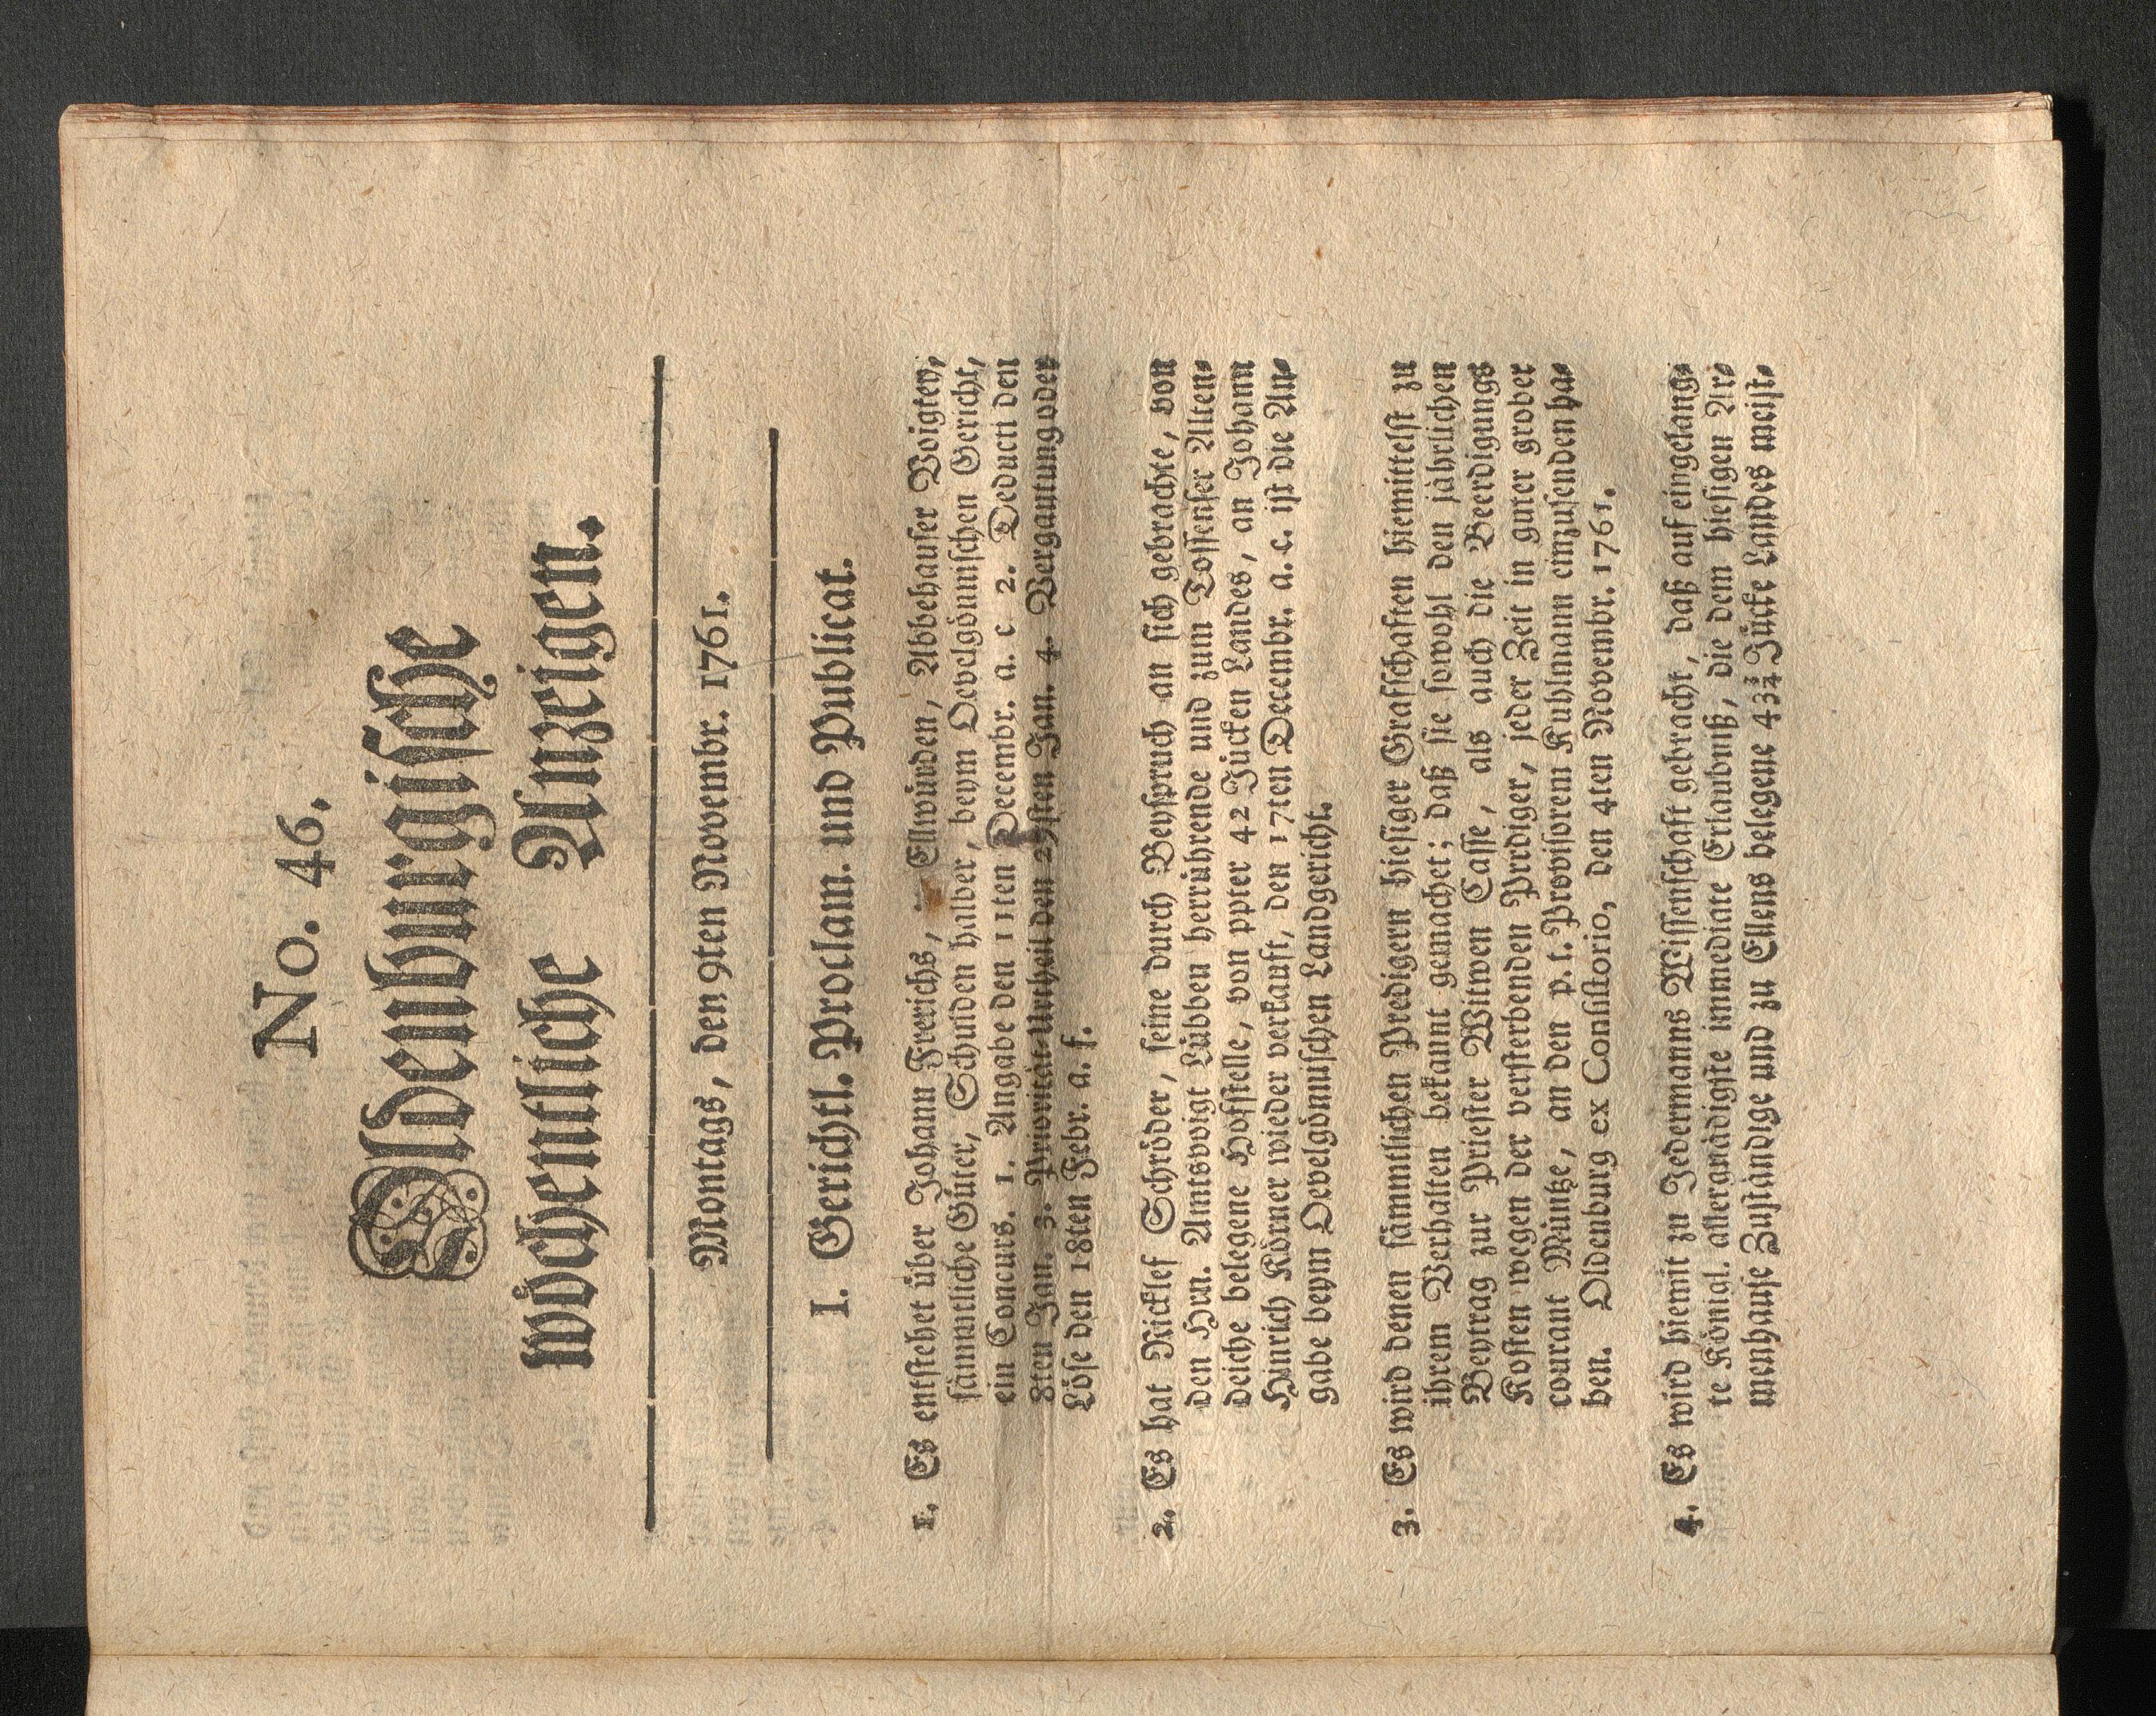 No. 46.
Oldenburgische
wöchentliche Anzeigen.
Montags, den 9ten Novembr. 1761.
I. Gerichtl. Proclam. und Publicat.
1. Es entstehet über Johann Frerichs, Ellwürden, Abbehauser Voigtey,
sämmtliche Güter, Schulden halber, beym Oevelgönnischen Gericht,
ein Concurs. 1. Angabe den 11ten Decembr. a. c 2. Deducti den
8ten Jan. 3. Priorität-Urtheil den 29sten Jan. 4. Vergantung oder
Löse den 18ten Febr. a. f.
2. Es hat Nicklef Schröder, seine durch Beyspruch an sich gebrachte, von
den Hrn. Amtsvoigt Lübben herrührende und zum Tossenser Alten-
deiche belegene Hofstelle, von ppter 42 Jücken Landes, an Johann
Hinrich Körner wieder verkauft, den 17ten Decembr. a. c. ist die An-
gabe beym Oevelgönnischen Landgericht.
3. Es wird denen sämmtlichen Predigern hiesiger Grafschaften hiemittelst zu
ihrem Verhalten bekannt gemachet; daß sie sowohl den jährlichen
Beytrag zur Priester Witwen Casse, als auch die Beerdigungs
Kosten wegen der versterbenden Prediger, jeder Zeit in guter grober
courant Müntze, an den p. t. Provisorem Kuhlmann einzusenden ha-
ben. Oldenburg ex Consistorio, den 4ten Novembr. 1761.
4. Es wird hiemit zu Jedermanns Wissenschaft gebracht, daß auf eingelang-
te Königl. allergnädigste immediate Erlaubniß, die dem hiesigen Ar-
menhause Zuständige und zu Ellens belegene 43¾ Jücke Landes meist-